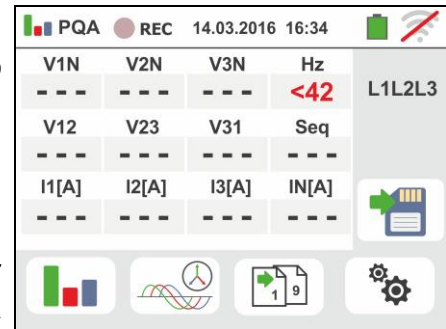 PQA REC 14.03.2016 16:34
V1N V2N V3N Hz
- - - - - - - - - <42 L1L2L3
V12 V23 V31 Seq
- - - - - - - - - - - -
I1[A] I2[A] I3[A] IN[A]
- - - - - - - - - - - -
1 9